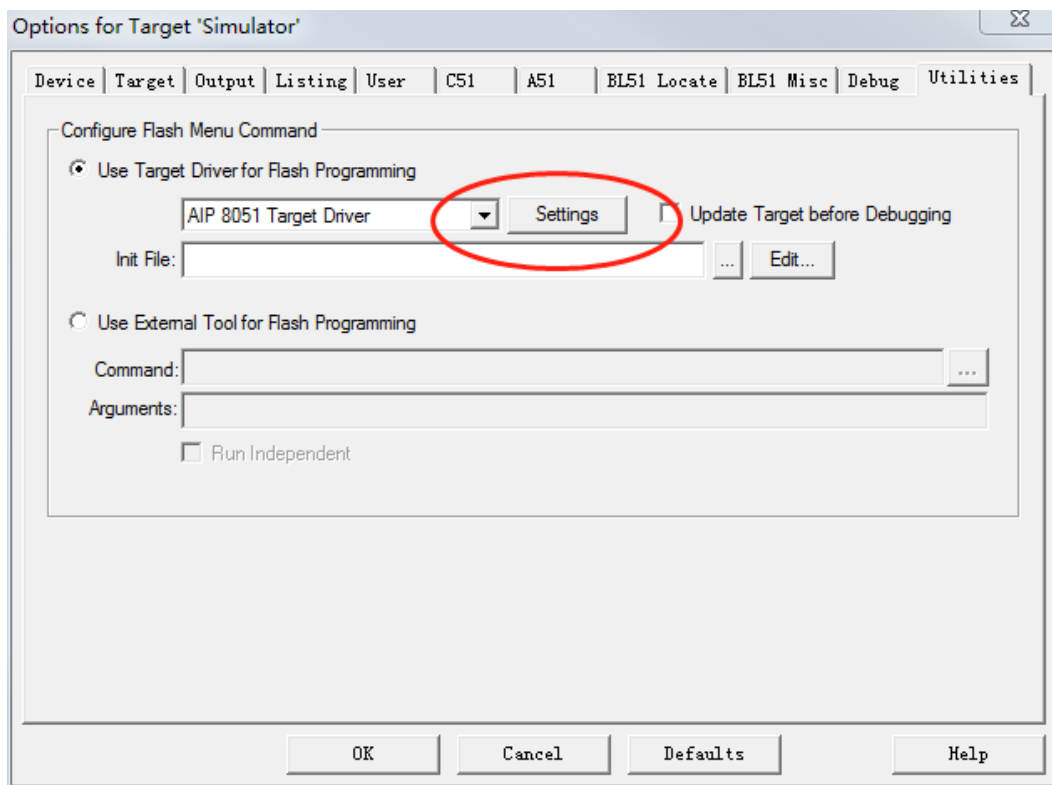 Options for Target 'Simulator'
Device Target Output Listing User C51 A51 BL51 Locate BL51 Misc Debug Utilities
Configure Flash Menu Command
Use Target Driver for Flash Programming
AIP 8051 Target Driver Settings Update Target before Debugging
Init File: ... Edit...
Use External Tool for Flash Programming
Command: ...
Arguments:
Run Independent
OK Cancel Defaults Help